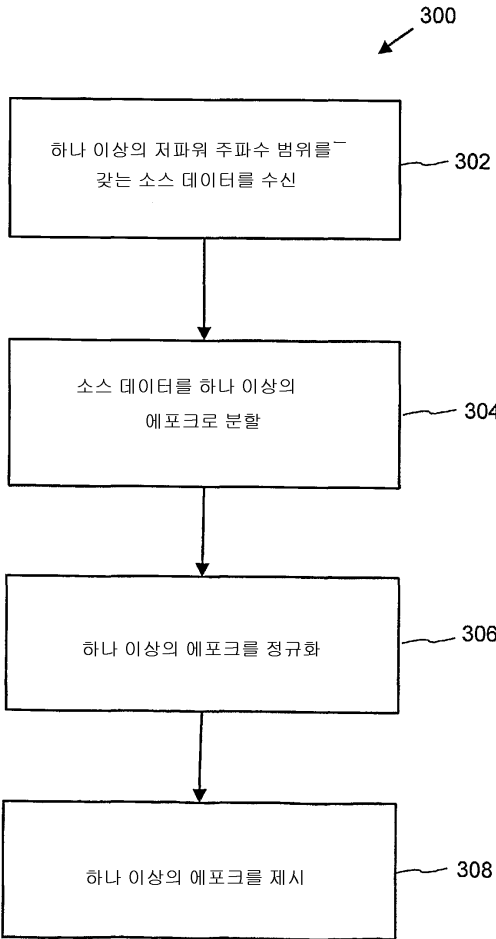 300
하나 이상의 저파워 주파수 범위를
갖는 소스 데이터를 수신
302
소스 데이터를 하나 이상의
에포크로 분할
304
하나 이상의 에포크를 정규화
306
하나 이상의 에포크를 제시
308